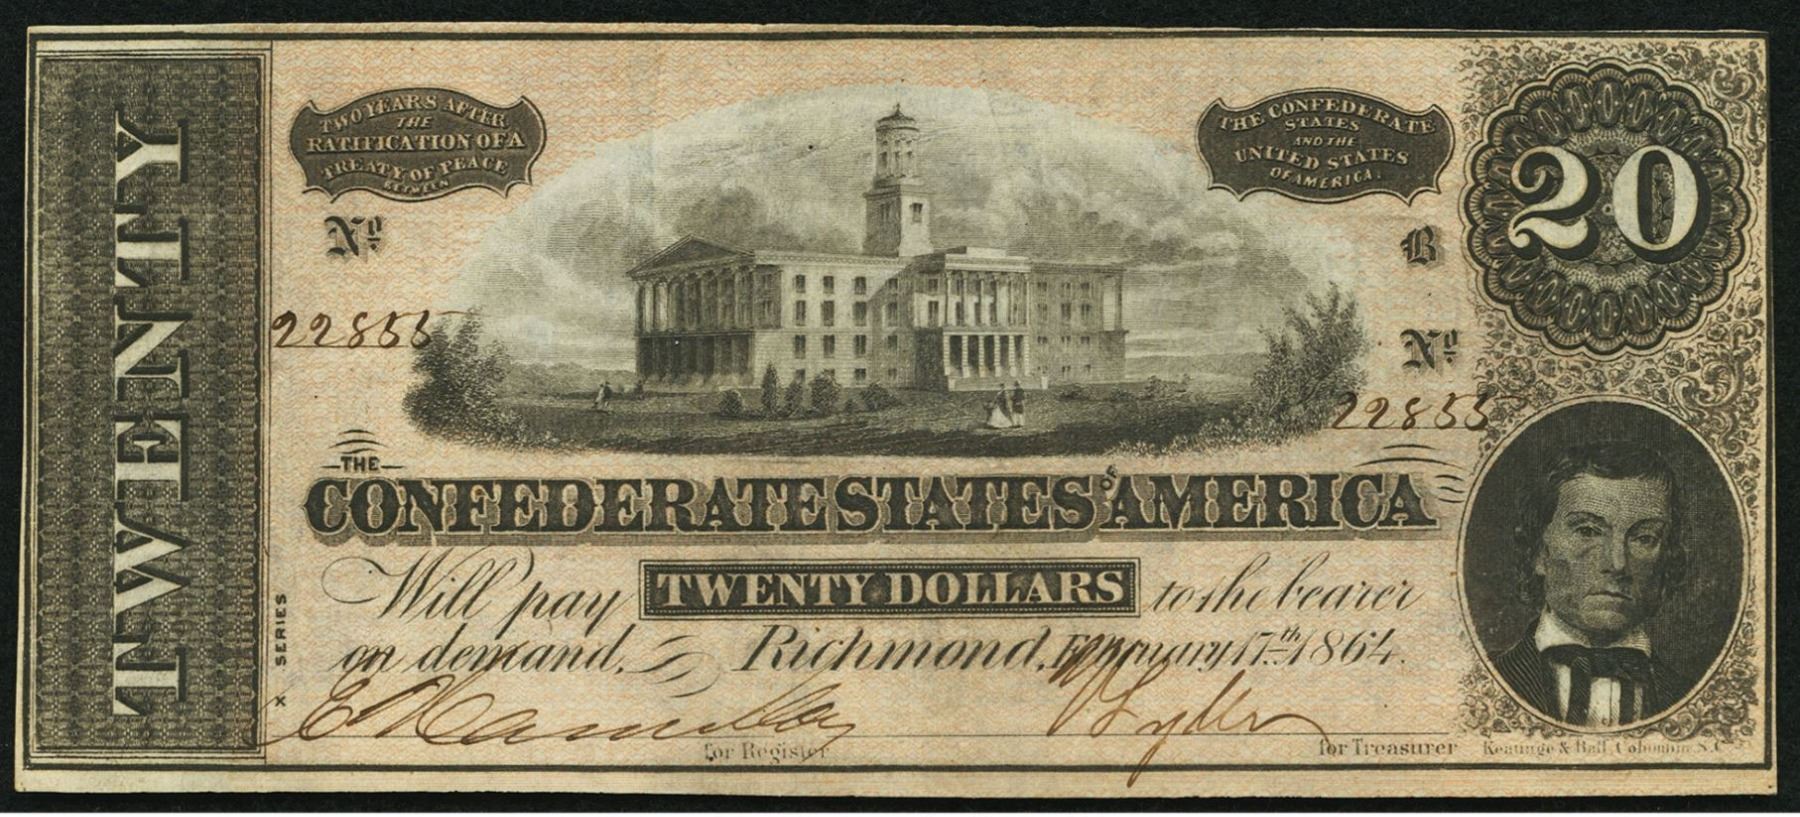 TWENTY
TWO YEARS AFTER
THE
RATIFICATION OF A
TREATY OF PEACE
BETWEEN
THE CONFEDERATE
STATES
AND THE
UNITED STATES
OF AMERICA.
20
Nº
22855
B
Nº
22855
THE
CONFEDERATE STATES OF AMERICA
Will pay TWENTY DOLLARS to the bearer
on demand, Richmond, February 17th 1864.
X SERIES
for Register
for Treasurer
Keatinge & Ball, Columbia, S.C.